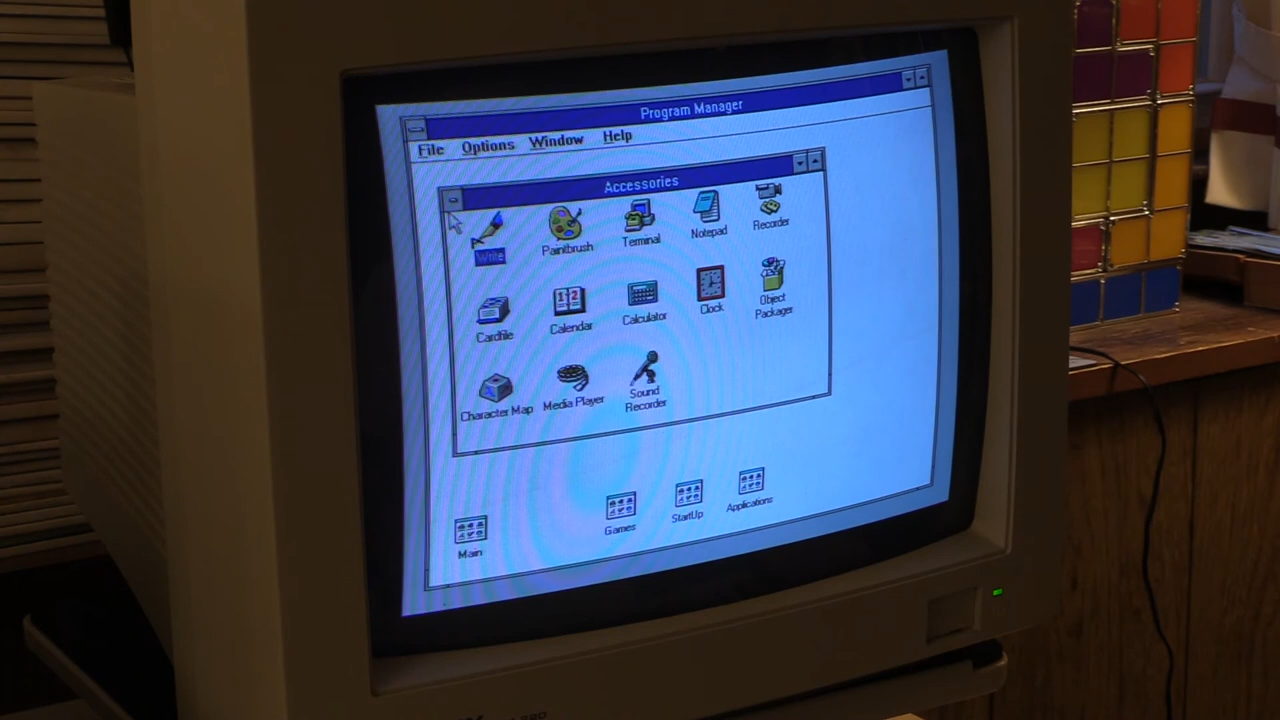 Program Manager
File Options Window Help
Accessories
Write Paintbrush Terminal Notepad Recorder
Cardfile Calendar Calculator Clock Object Packager
Character Map Media Player Sound Recorder
Main Games StartUp Applications